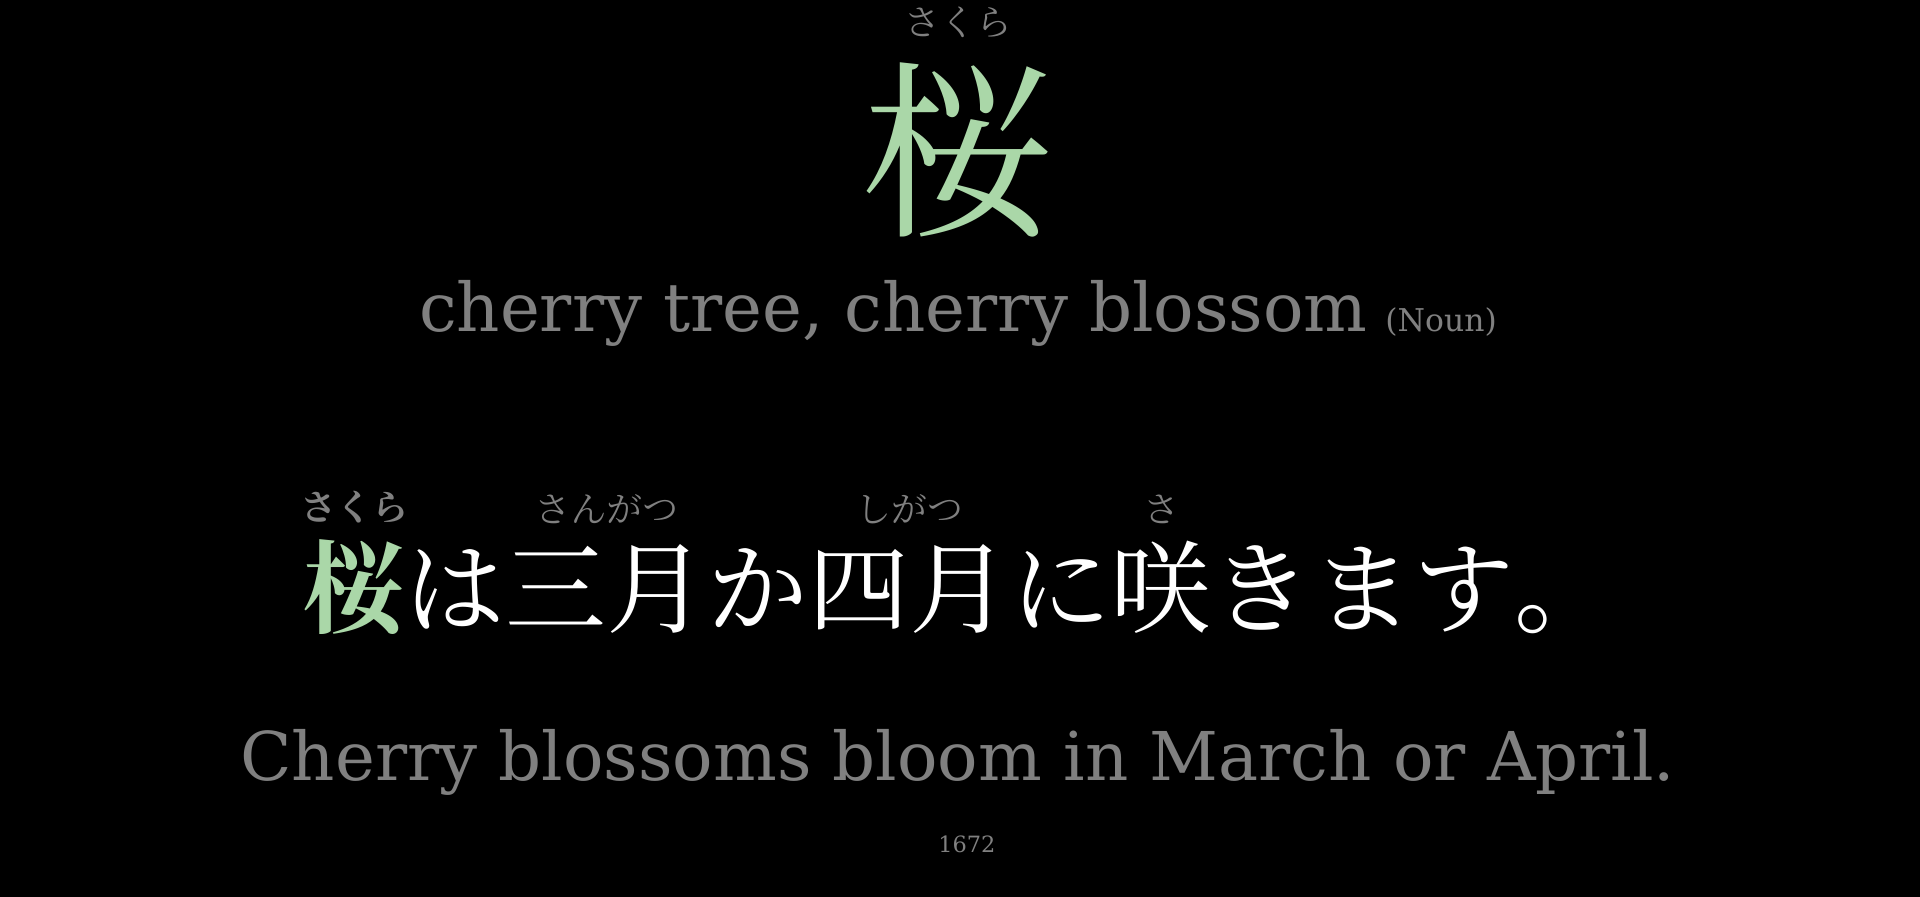 さくら
桜
cherry tree, cherry blossom (Noun)
さくら さんがつ しがつ さ
桜は三月か四月に咲きます。
Cherry blossoms bloom in March or April.
1672